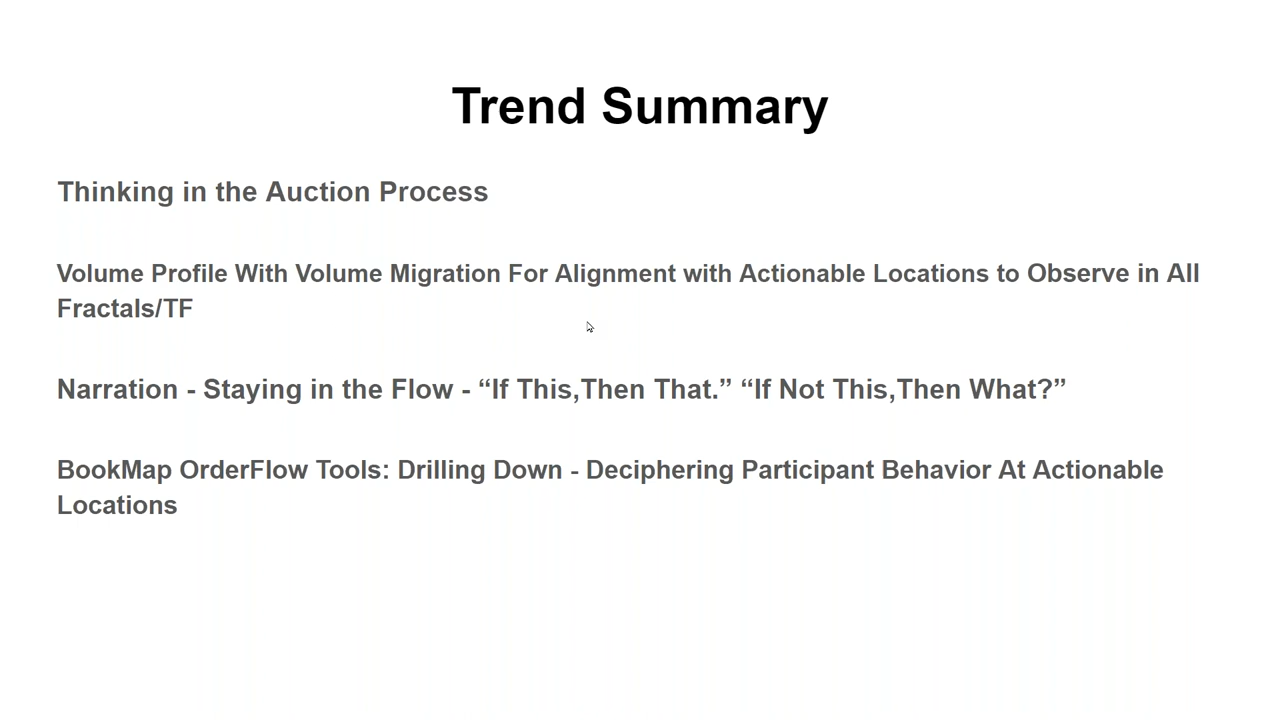 Trend Summary
Thinking in the Auction Process
Volume Profile With Volume Migration For Alignment with Actionable Locations to Observe in All
Fractals/TF
Narration - Staying in the Flow - “If This,Then That.” “If Not This,Then What?”
BookMap OrderFlow Tools: Drilling Down - Deciphering Participant Behavior At Actionable
Locations